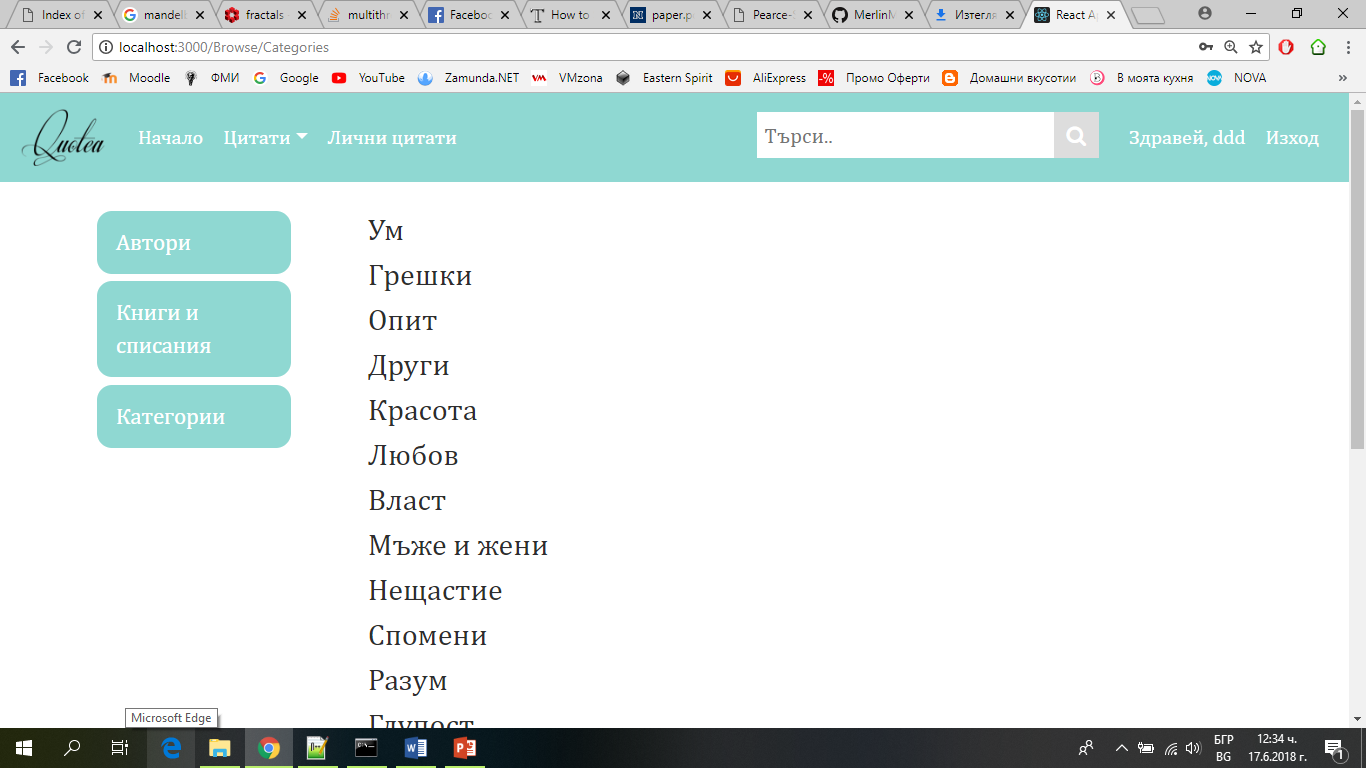 Index of
mandelb
fractals
multithr
Faceboo
How to
paper.p
Pearce-
MerlinM
Изтегля
React Ap
localhost:3000/Browse/Categories
Facebook Moodle ФМИ Google YouTube Zamunda.NET VMzona Eastern Spirit AliExpress Промо Оферти Домашни вкусотии В моята кухня NOVA »
Quotea Начало Цитати Лични цитати Търси.. Здравей, ddd Изход
Автори
Книги и
списания
Категории
Ум
Грешки
Опит
Други
Красота
Любов
Власт
Мъже и жени
Нещастие
Спомени
Разум
Глупост
Microsoft Edge
БГР
BG
12:34 ч.
17.6.2018 г.
1